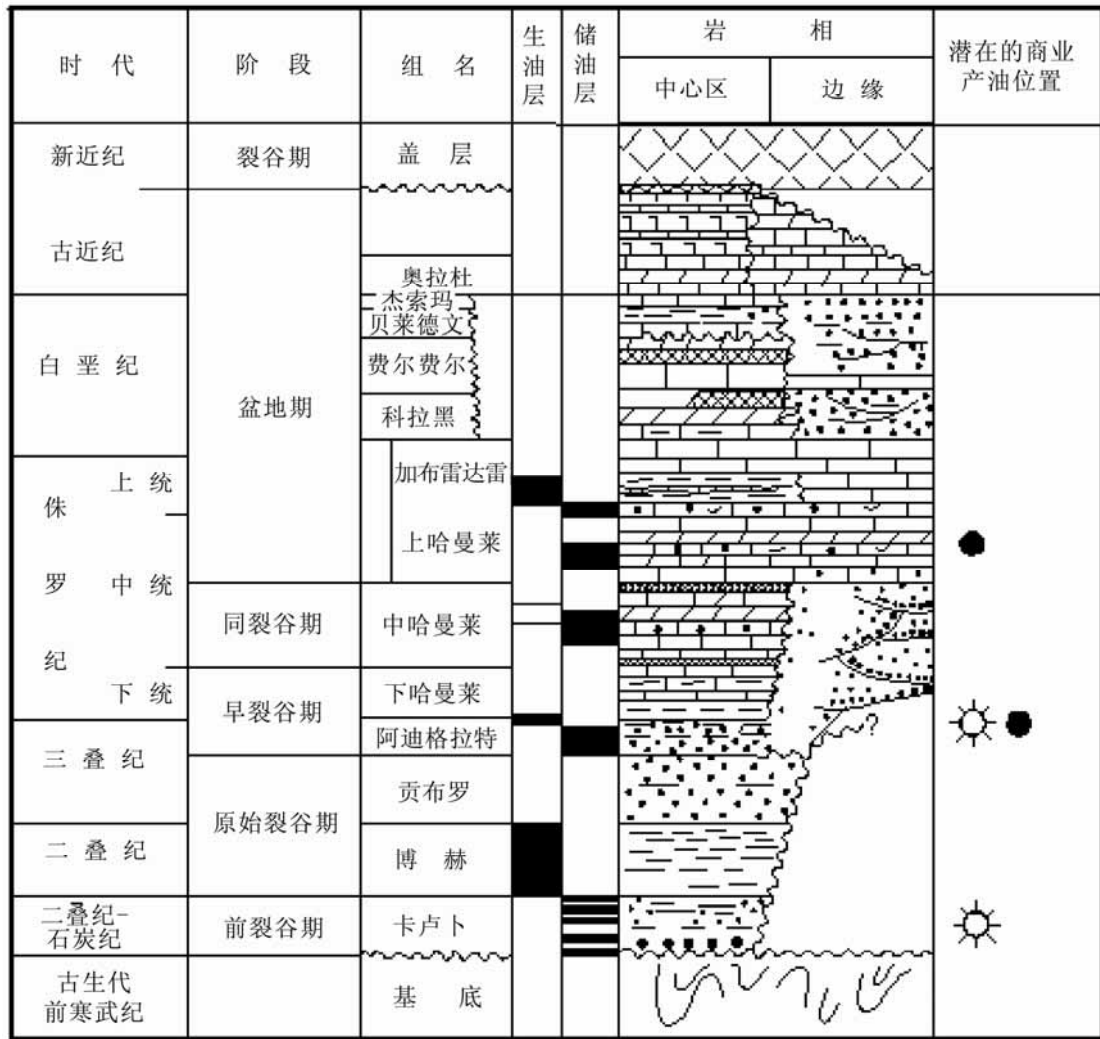 时 代
阶 段
组 名
生油层
储油层
岩 相
中心区
边 缘
潜在的商业
产油位置
新近纪
裂谷期
盖 层
古近纪
盆地期
奥拉杜
杰索玛
贝莱德文
白 垩 纪
费尔费尔
科拉黑
侏 罗 纪
上 统
加布雷达雷
上哈曼莱
中 统
同裂谷期
中哈曼莱
下 统
早裂谷期
下哈曼莱
阿迪格拉特
?
三 叠 纪
原始裂谷期
贡布罗
二 叠 纪
博 赫
二叠纪-
石炭纪
前裂谷期
卡卢卜
古生代
前寒武纪
基 底